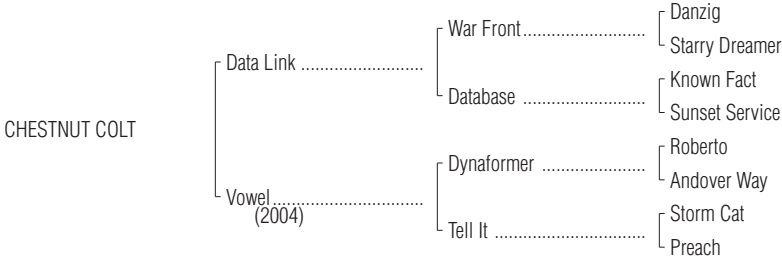 Danzig
War Front............................
Starry Dreamer
Data Link ............................
Known Fact
Database ............................
Sunset Service
CHESTNUT COLT
Roberto
Dynaformer ........................
Andover Way
Vowel..................................
(2004)
Storm Cat
Tell It ..................................
Preach